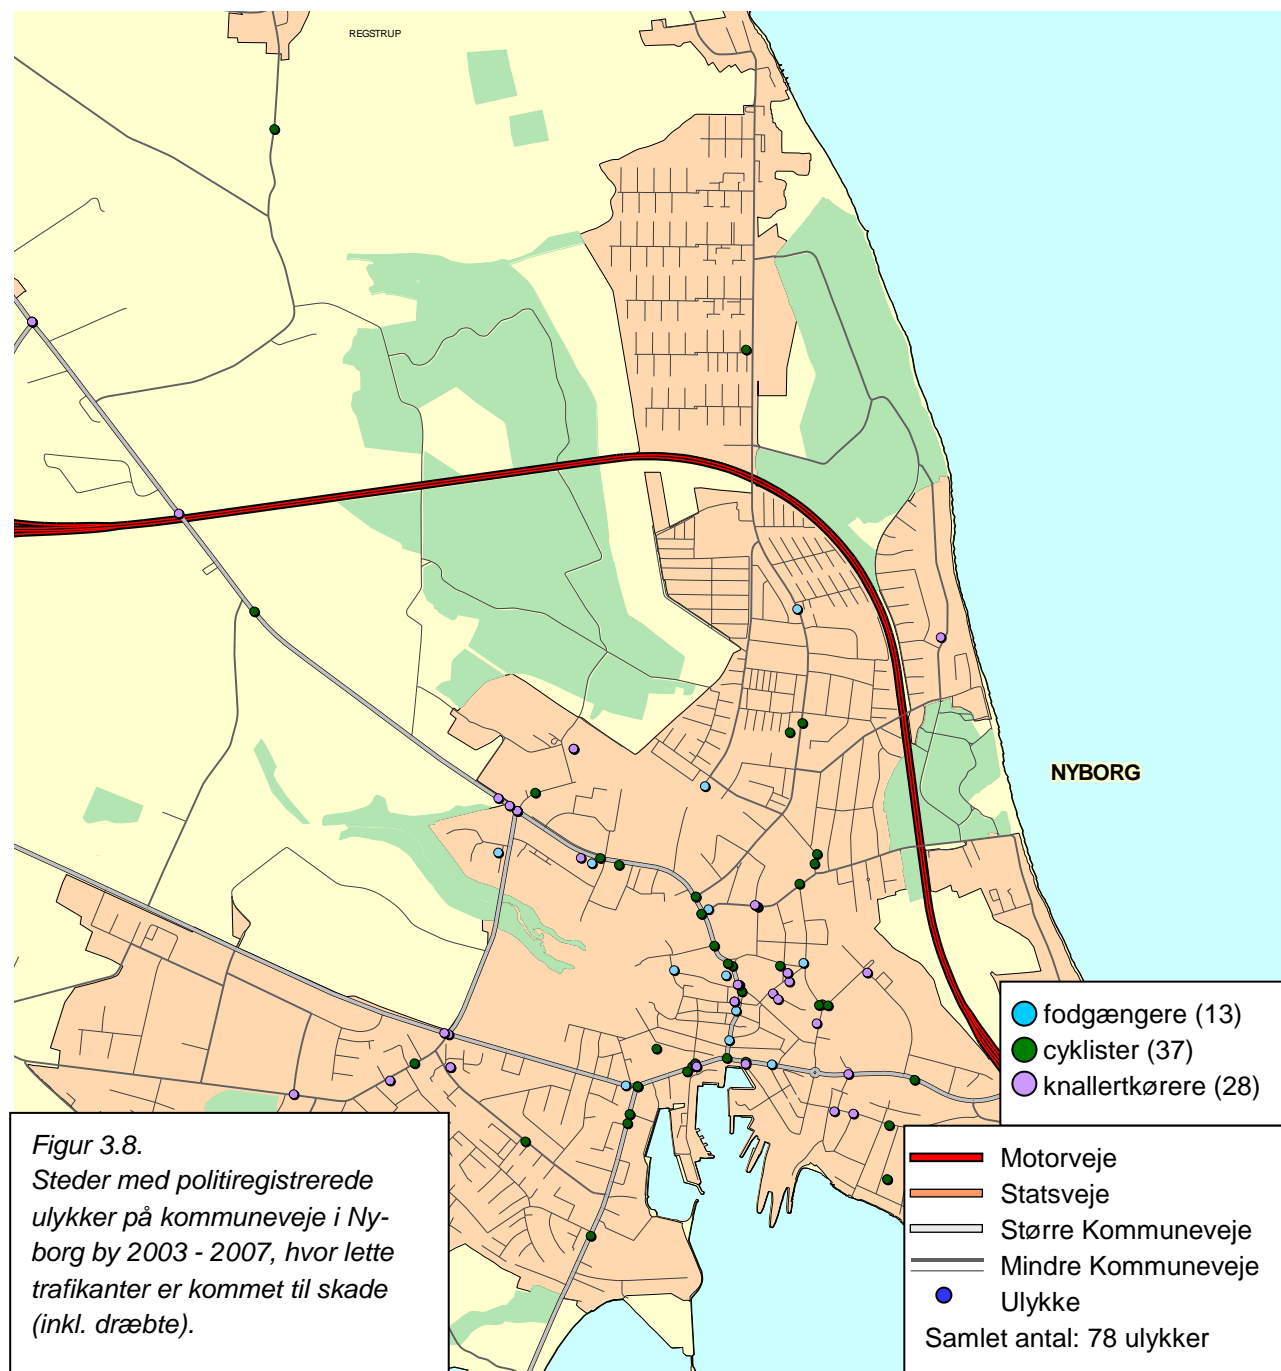 REGSTRUP
NYBORG
fodgængere (13)
cyklister (37)
knallertkørere (28)
Figur 3.8.
Steder med politiregistrerede
ulykker på kommuneveje i Ny-
borg by 2003 - 2007, hvor lette
trafikanter er kommet til skade
(inkl. dræbte).
Motorveje
Statsveje
Større Kommuneveje
Mindre Kommuneveje
Ulykke
Samlet antal: 78 ulykker